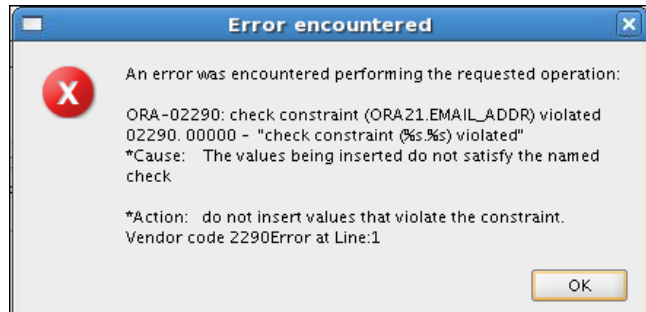 Error encountered
An error was encountered performing the requested operation:
ORA-02290: check constraint (ORA21.EMAIL_ADDR) violated
02290. 00000 - "check constraint (%s.%s) violated"
*Cause: The values being inserted do not satisfy the named
check
*Action: do not insert values that violate the constraint.
Vendor code 2290Error at Line:1
OK